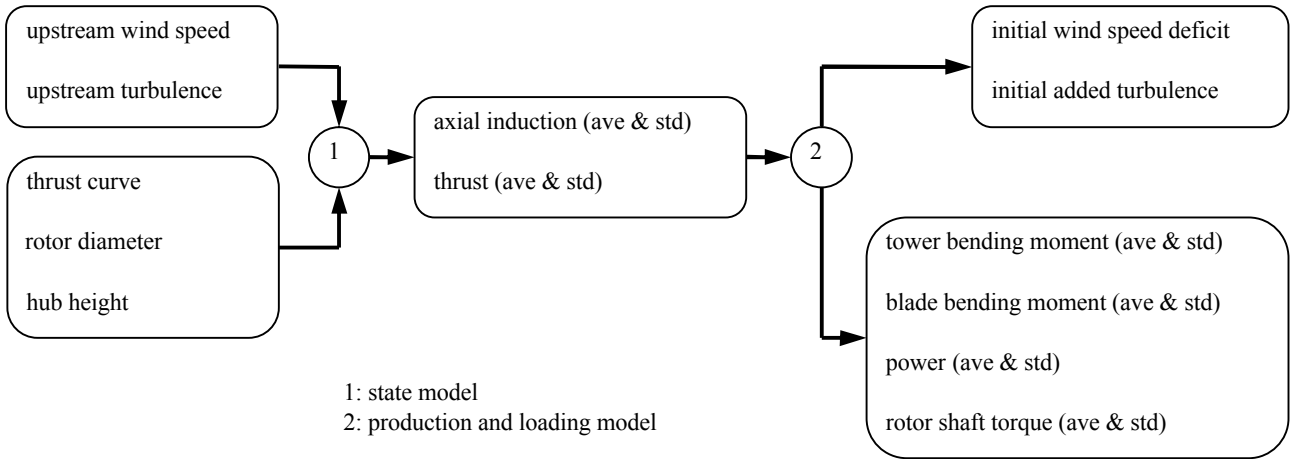 upstream wind speed
upstream turbulence
thrust curve
rotor diameter
hub height
1
axial induction (ave & std)
thrust (ave & std)
2
initial wind speed deficit
initial added turbulence
tower bending moment (ave & std)
blade bending moment (ave & std)
power (ave & std)
rotor shaft torque (ave & std)
1: state model
2: production and loading model